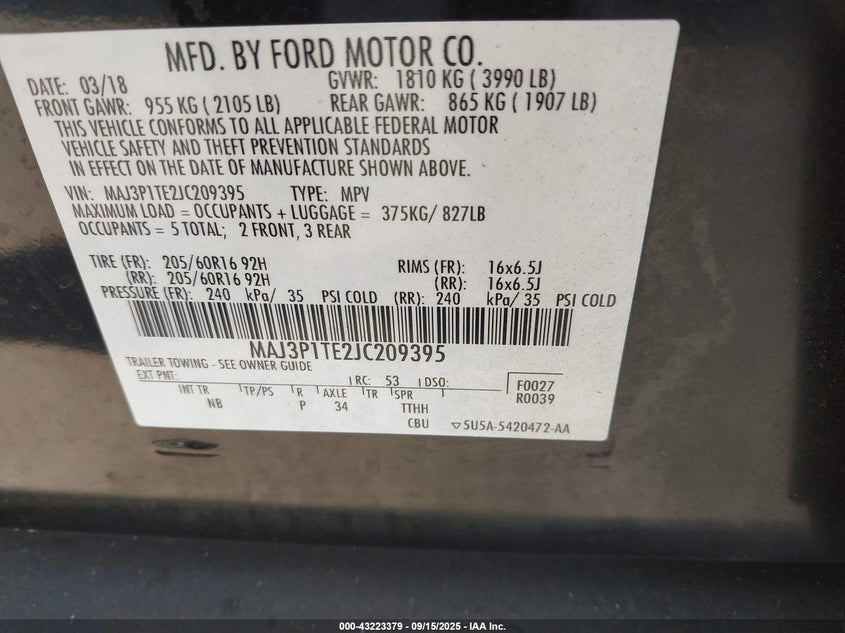 MFD. BY FORD MOTOR CO.
DATE: 03/18 GVWR: 1810 KG ( 3990 LB)
FRONT GAWR: 955 KG ( 2105 LB) REAR GAWR: 865 KG ( 1907 LB)
THIS VEHICLE CONFORMS TO ALL APPLICABLE FEDERAL MOTOR
VEHICLE SAFETY AND THEFT PREVENTION STANDARDS
IN EFFECT ON THE DATE OF MANUFACTURE SHOWN ABOVE.
VIN: MAJ3P1TE2JC209395 TYPE: MPV
MAXIMUM LOAD = OCCUPANTS + LUGGAGE = 375KG/ 827LB
OCCUPANTS = 5 TOTAL; 2 FRONT, 3 REAR
TIRE (FR): 205/60R16 92H RIMS (FR): 16x6.5J
(RR): 205/60R16 92H (RR): 16x6.5J
PRESSURE (FR): 240 kPa/ 35 PSI COLD (RR): 240 kPa/ 35 PSI COLD
MAJ3P1TE2JC209395
TRAILER TOWING - SEE OWNER GUIDE
EXT PNT: RC: 53 DSO: F0027
INT TR TP/PS R AXLE TR SPR R0039
NB P 34 TTHH
CBU ▽5U5A-5420472-AA
000-43223379 - 09/15/2025 - IAA Inc.